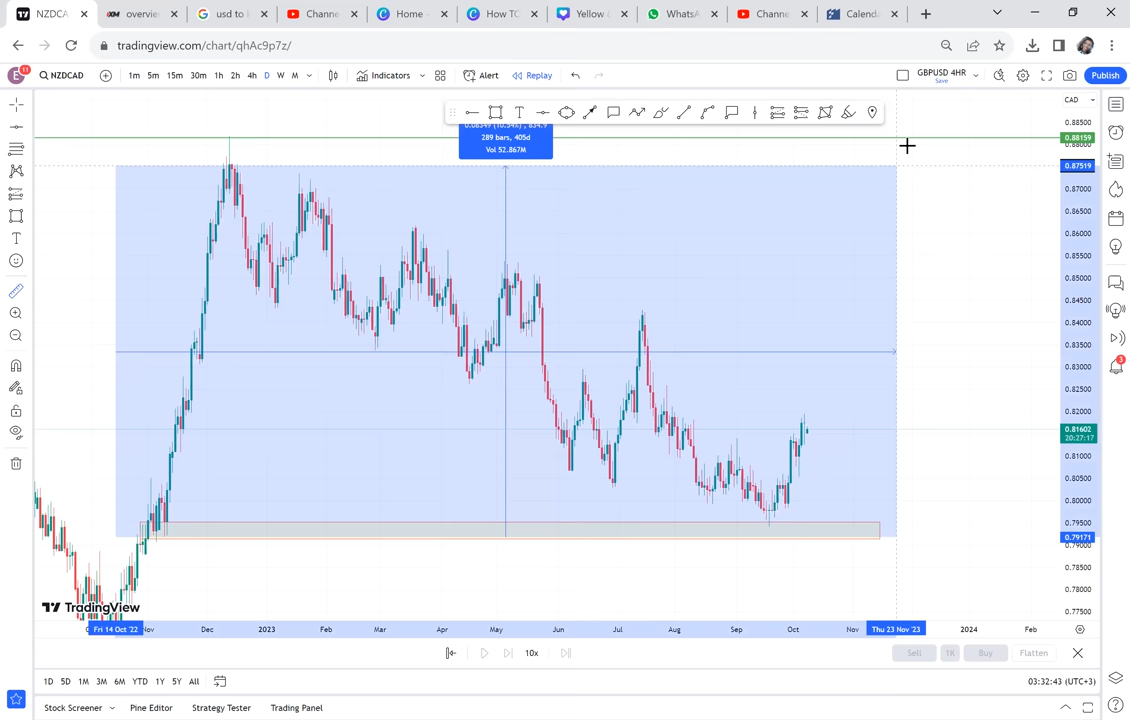 NZDCA
overvie
usd to
Channe
Home -
How TC
Yellow &
WhatsA
Channe
Calenda
tradingview.com/chart/qhAc9p7z/
E 11 NZDCAD 1m 5m 15m 30m 1h 2h 4h D W M Indicators Alert Replay GBPUSD 4HR Save Publish
CAD
289 bars, 405d
Vol 52.867M
0.88500
0.88159
0.88000
0.87519
0.87000
0.86500
0.86000
0.85500
0.85000
0.84500
0.84000
0.83500
0.83000
0.82500
0.82000
0.81602
20:27:17
0.81000
0.80500
0.80000
0.79500
0.79171
0.79000
0.78500
0.78000
0.77500
3
TradingView
Fri 14 Oct '22 Nov Dec 2023 Feb Mar Apr May Jun Jul Aug Sep Oct Nov Thu 23 Nov '23 2024 Feb
10x Sell 1K Buy Flatten
1D 5D 1M 3M 6M YTD 1Y 5Y All 03:32:43 (UTC+3)
Stock Screener Pine Editor Strategy Tester Trading Panel